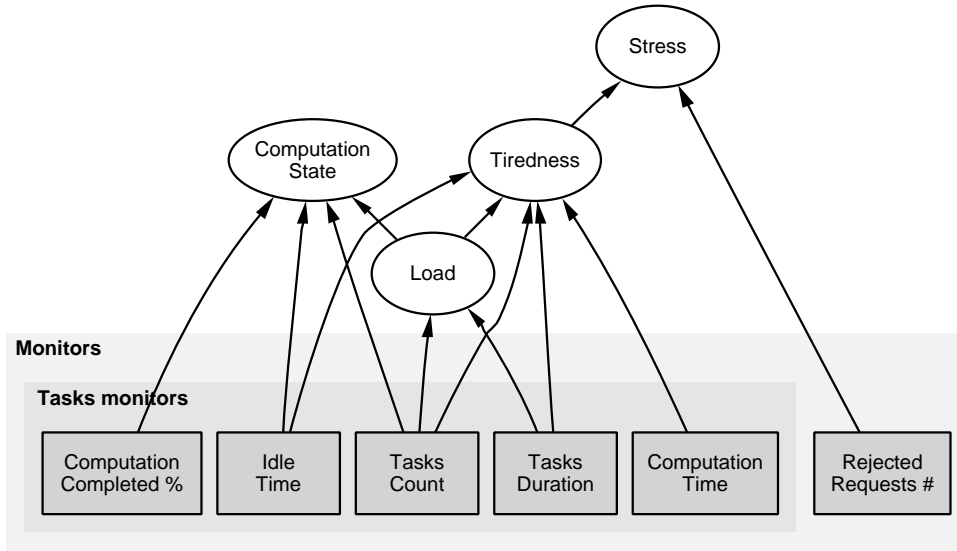 Stress
Computation
State
Tiredness
Load
Monitors
Tasks monitors
Computation
Completed %
Idle
Time
Tasks
Count
Tasks
Duration
Computation
Time
Rejected
Requests #